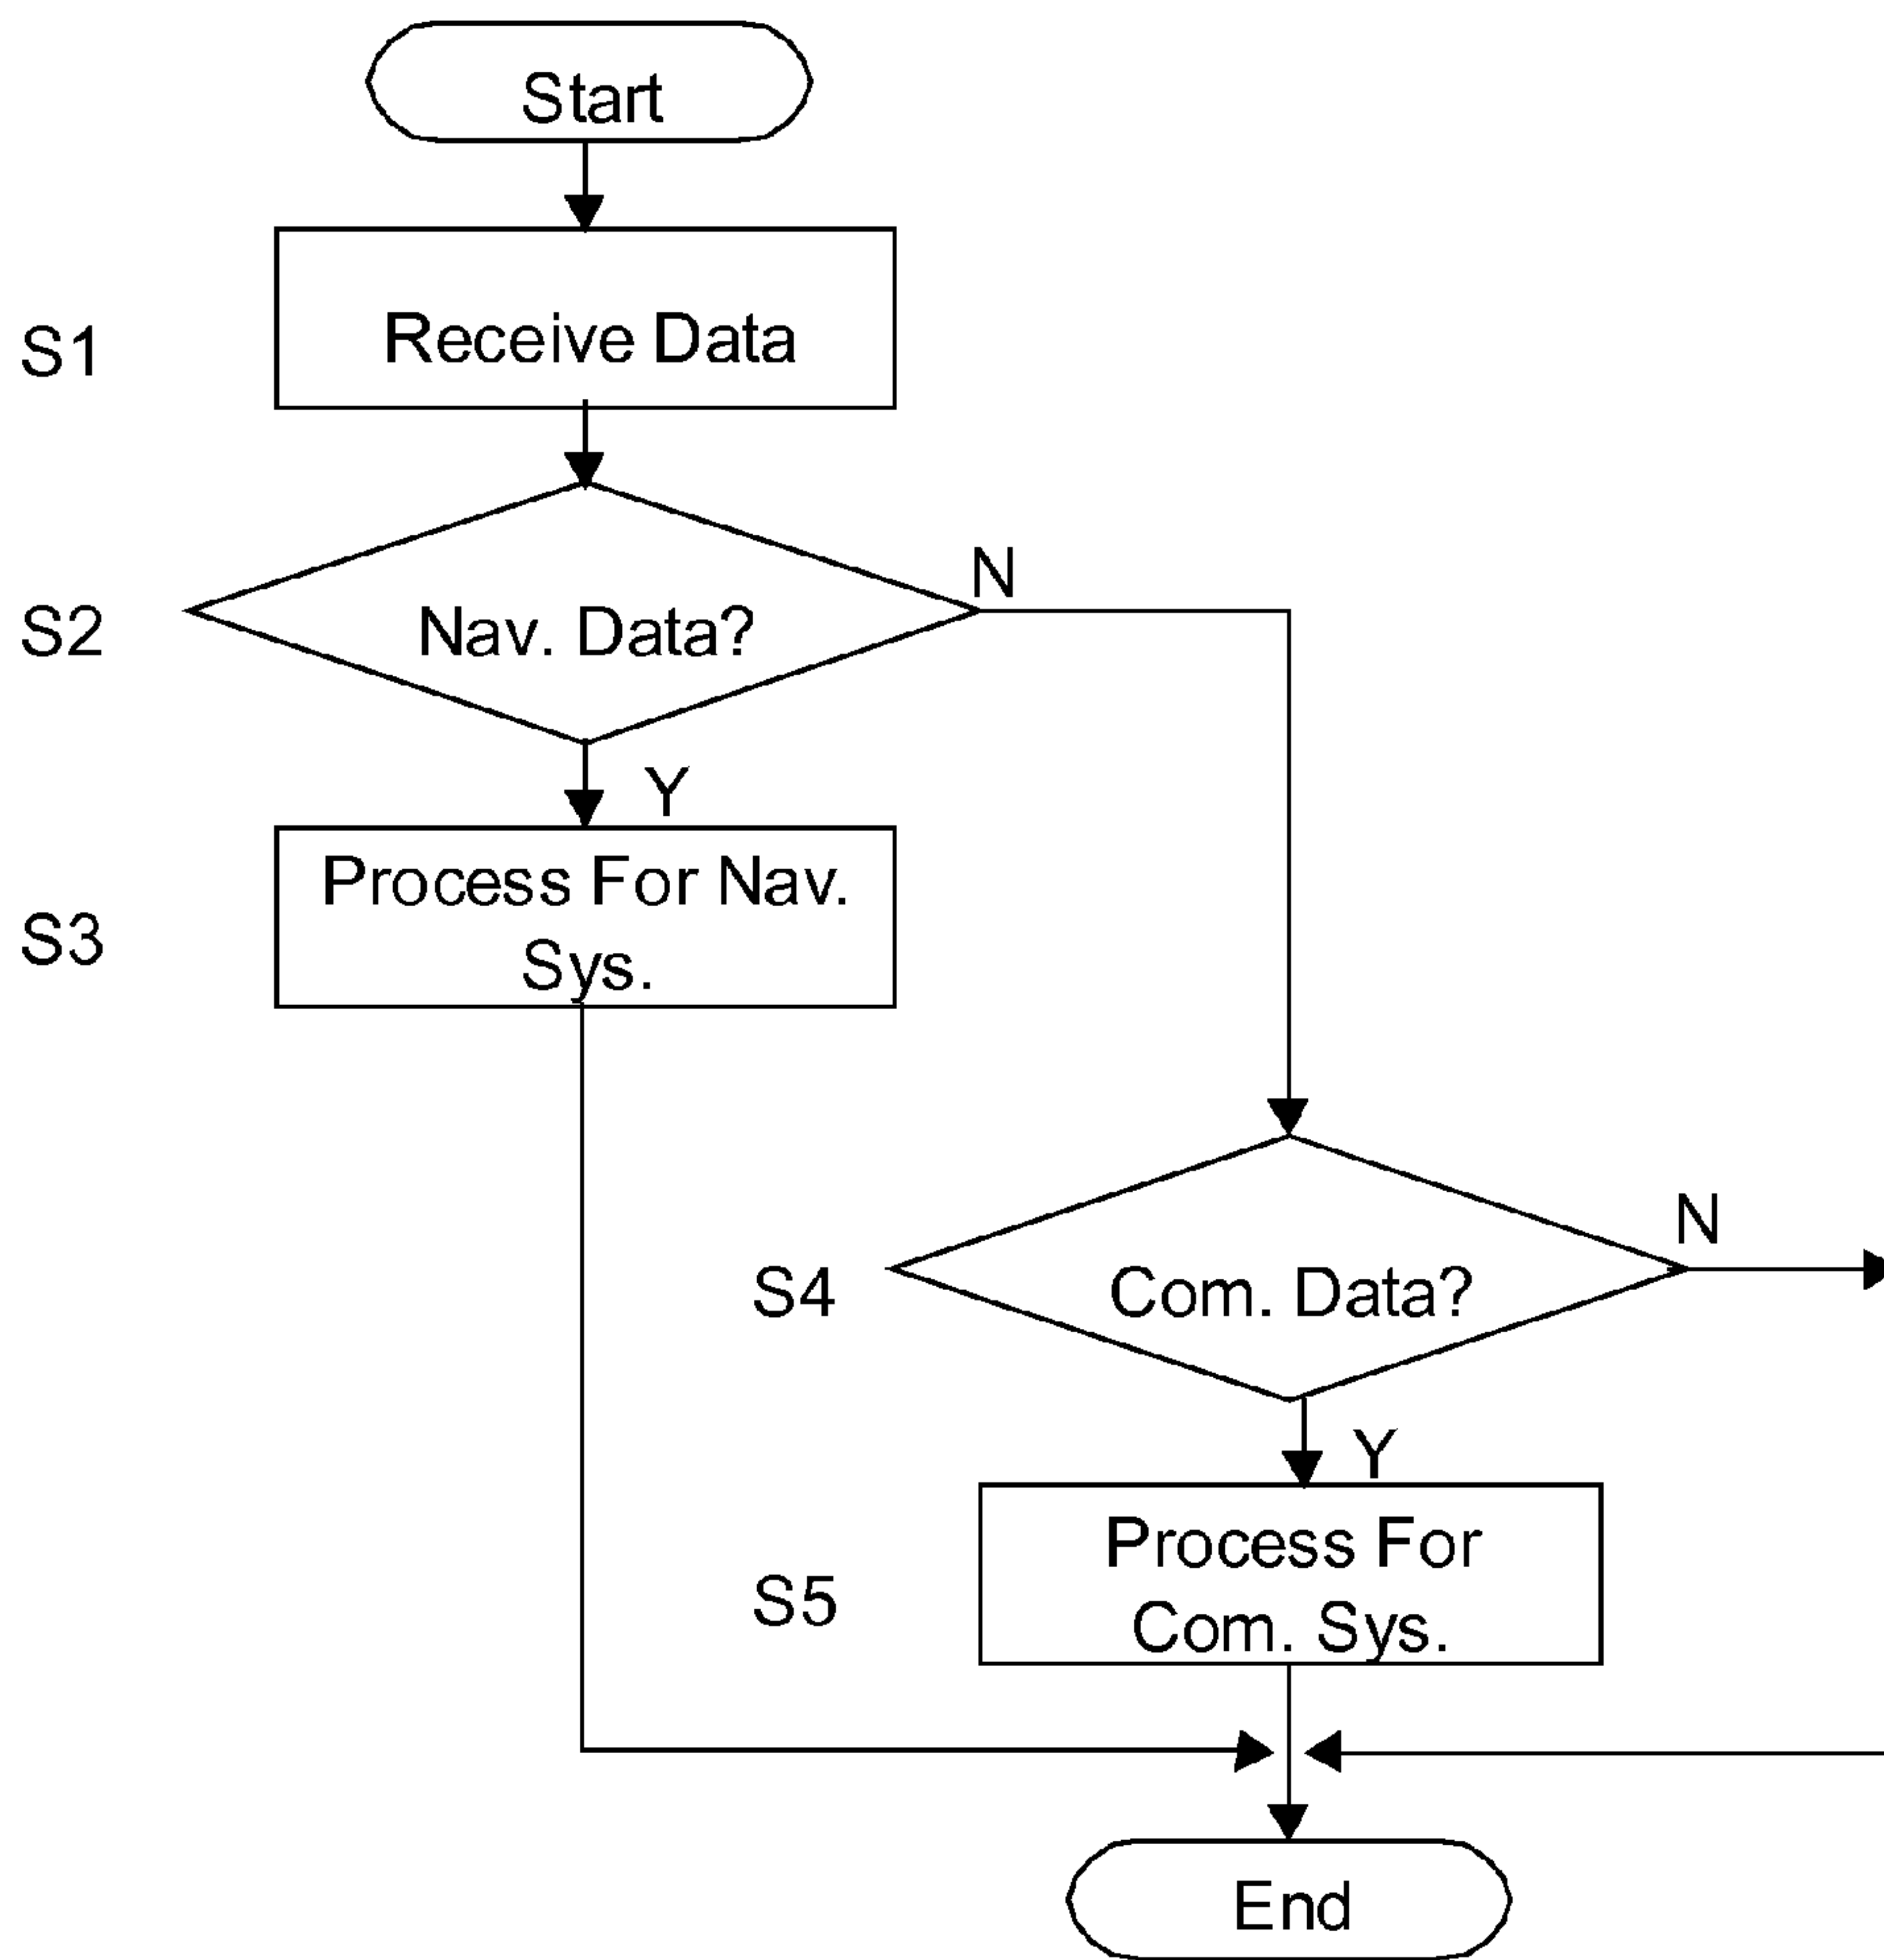 Start
S1
Receive Data
S2
Nav. Data?
N
Y
S3
Process For Nav.
Sys.
S4
Com. Data?
N
Y
S5
Process For
Com. Sys.
End